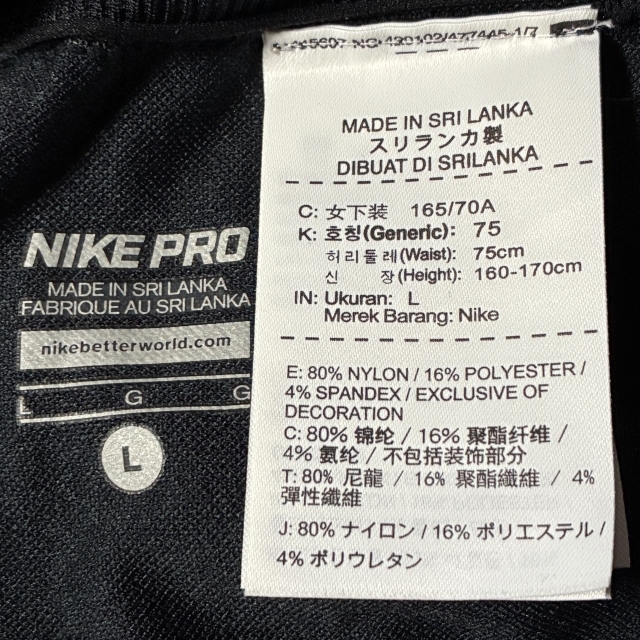 NIKE PRO
MADE IN SRI LANKA
FABRIQUE AU SRI LANKA
nikebetterworld.com
L G G
L
420102/477445-1/7
MADE IN SRI LANKA
スリランカ製
DIBUAT DI SRILANKA
C: 女下装 165/70A
K: 호칭(Generic): 75
허리둘레(Waist): 75cm
신 장(Height): 160-170cm
IN: Ukuran: L
Merek Barang: Nike
E: 80% NYLON / 16% POLYESTER /
4% SPANDEX / EXCLUSIVE OF
DECORATION
C: 80% 锦纶 / 16% 聚酯纤维 /
4% 氨纶 / 不包括装饰部分
T: 80% 尼龍 / 16% 聚酯纖維 / 4%
彈性纖維
J: 80% ナイロン / 16% ポリエステル /
4% ポリウレタン